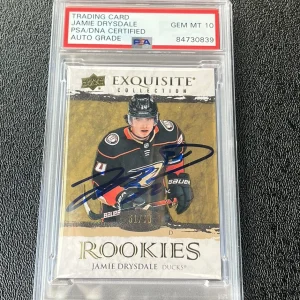 TRADING CARD
JAMIE DRYSDALE
PSA/DNA CERTIFIED
AUTO GRADE
GEM MT 10
PSA
84730839
UPPER DECK
EXQUISITE
COLLECTION
ROOKIES
JAMIE DRYSDALE DUCKS